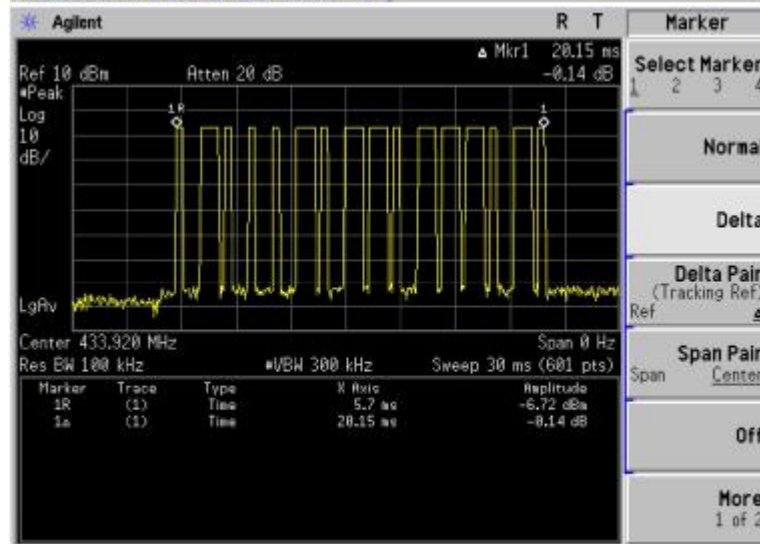 Agilent R T
Marker
▵ Mkr1 20.15 ms
Ref 10 dBm Atten 20 dB -0.14 dB
#Peak
Log
10
dB/
1R
1
LgAv
Center 433.920 MHz Span 0 Hz
Res BW 100 kHz #VBW 300 kHz Sweep 30 ms (601 pts)
Marker Trace Type X Axis Amplitude
1R (1) Time 5.7 ms -6.72 dBm
1▵ (1) Time 20.15 ms -0.14 dB
Select Marker
1 2 3 4
Normal
Delta
Delta Pair
(Tracking Ref)
Ref ▵
Span Pair
Span Center
Off
More
1 of 2